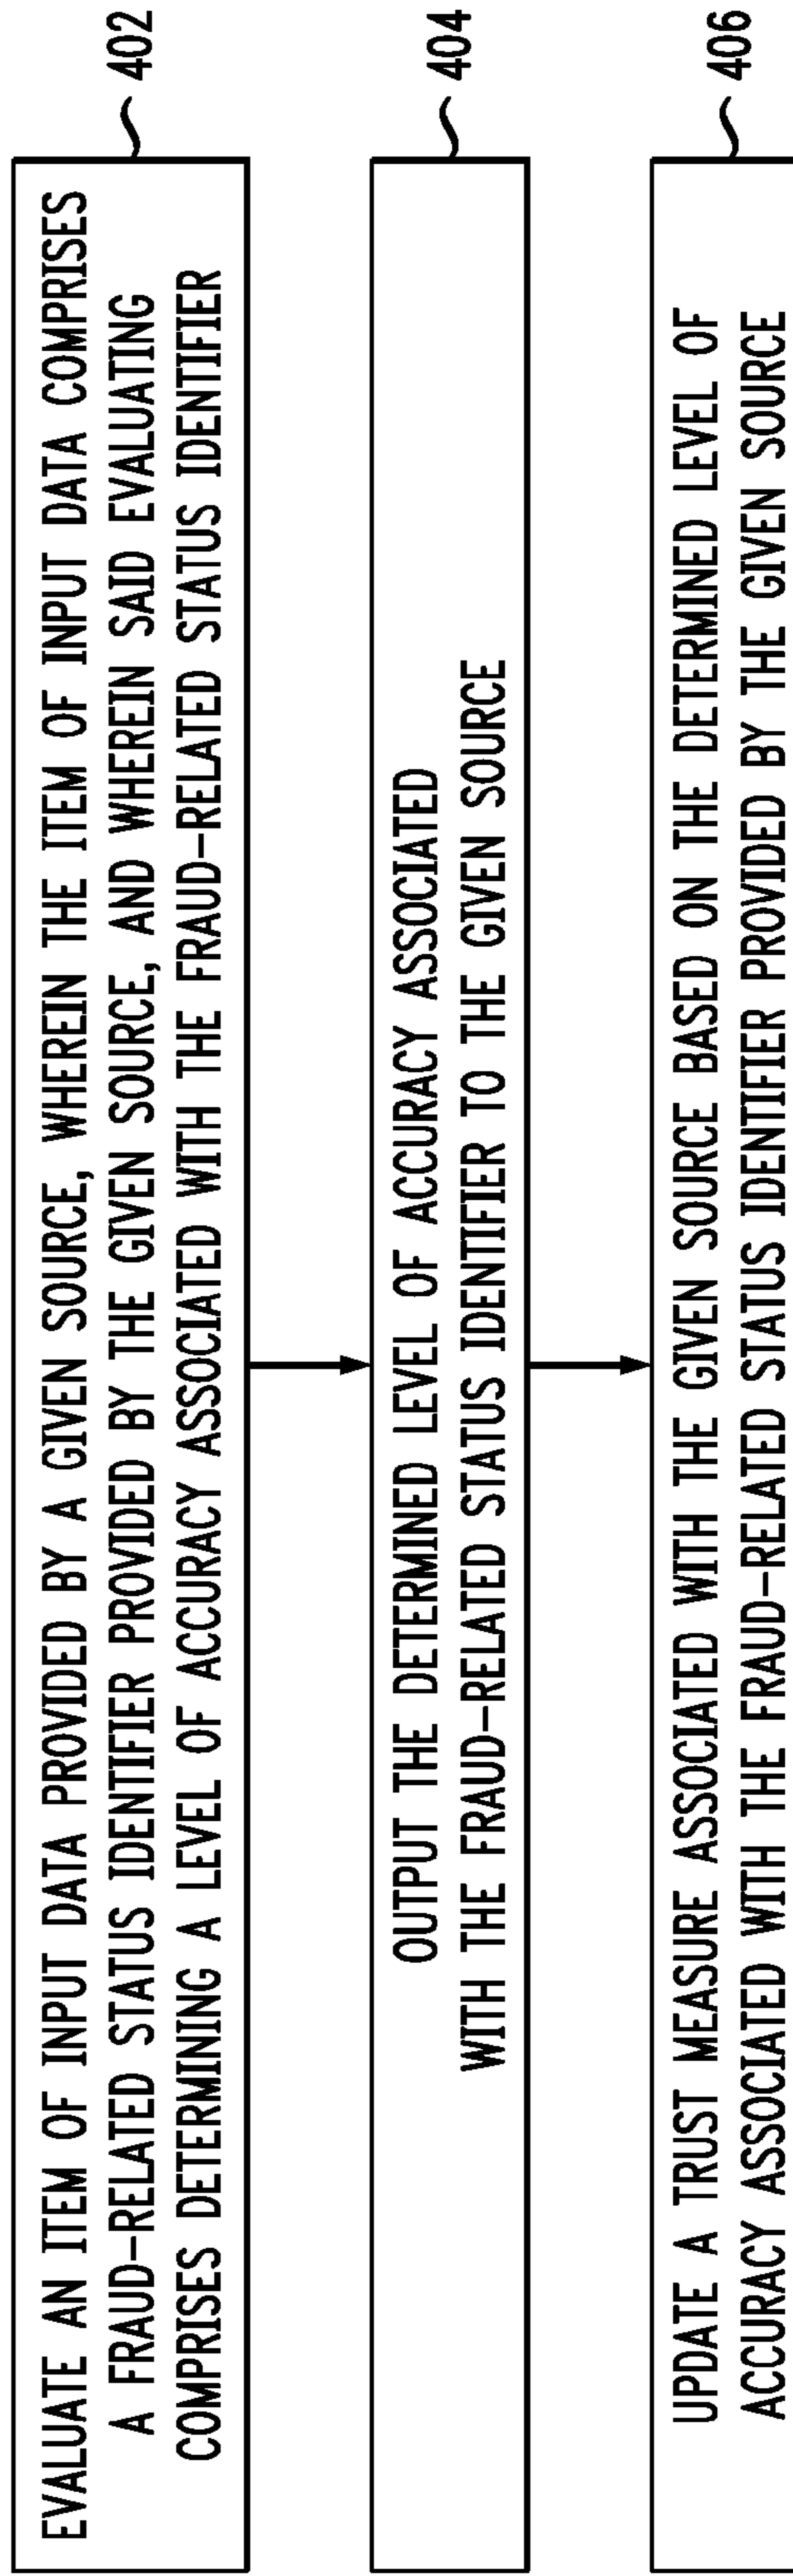 EVALUATE AN ITEM OF INPUT DATA PROVIDED BY A GIVEN SOURCE, WHEREIN THE ITEM OF INPUT DATA COMPRISES
A FRAUD-RELATED STATUS IDENTIFIER PROVIDED BY THE GIVEN SOURCE, AND WHEREIN SAID EVALUATING
COMPRISES DETERMINING A LEVEL OF ACCURACY ASSOCIATED WITH THE FRAUD-RELATED STATUS IDENTIFIER
402
OUTPUT THE DETERMINED LEVEL OF ACCURACY ASSOCIATED
WITH THE FRAUD-RELATED STATUS IDENTIFIER TO THE GIVEN SOURCE
404
UPDATE A TRUST MEASURE ASSOCIATED WITH THE GIVEN SOURCE BASED ON THE DETERMINED LEVEL OF
ACCURACY ASSOCIATED WITH THE FRAUD-RELATED STATUS IDENTIFIER PROVIDED BY THE GIVEN SOURCE
406